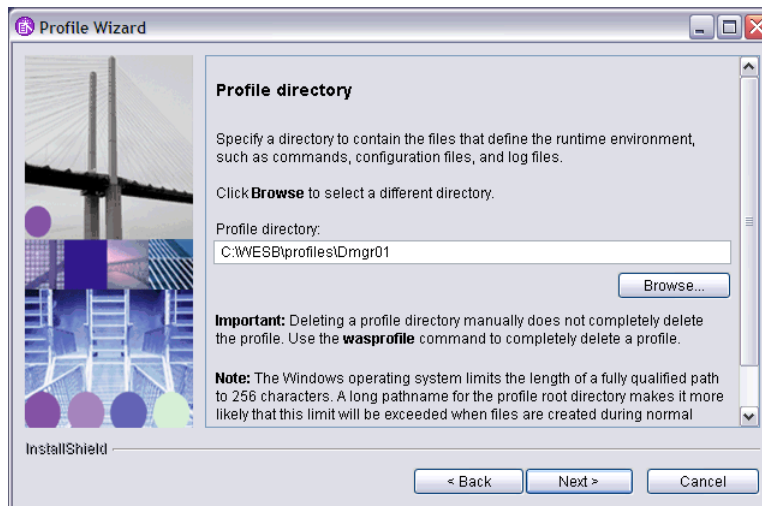 Profile Wizard
Profile directory
Specify a directory to contain the files that define the runtime environment,
such as commands, configuration files, and log files.
Click Browse to select a different directory.
Profile directory:
C:\WESB\profiles\Dmgr01
Browse...
Important: Deleting a profile directory manually does not completely delete
the profile. Use the wasprofile command to completely delete a profile.
Note: The Windows operating system limits the length of a fully qualified path
to 256 characters. A long pathname for the profile root directory makes it more
likely that this limit will be exceeded when files are created during normal
InstallShield
< Back
Next >
Cancel